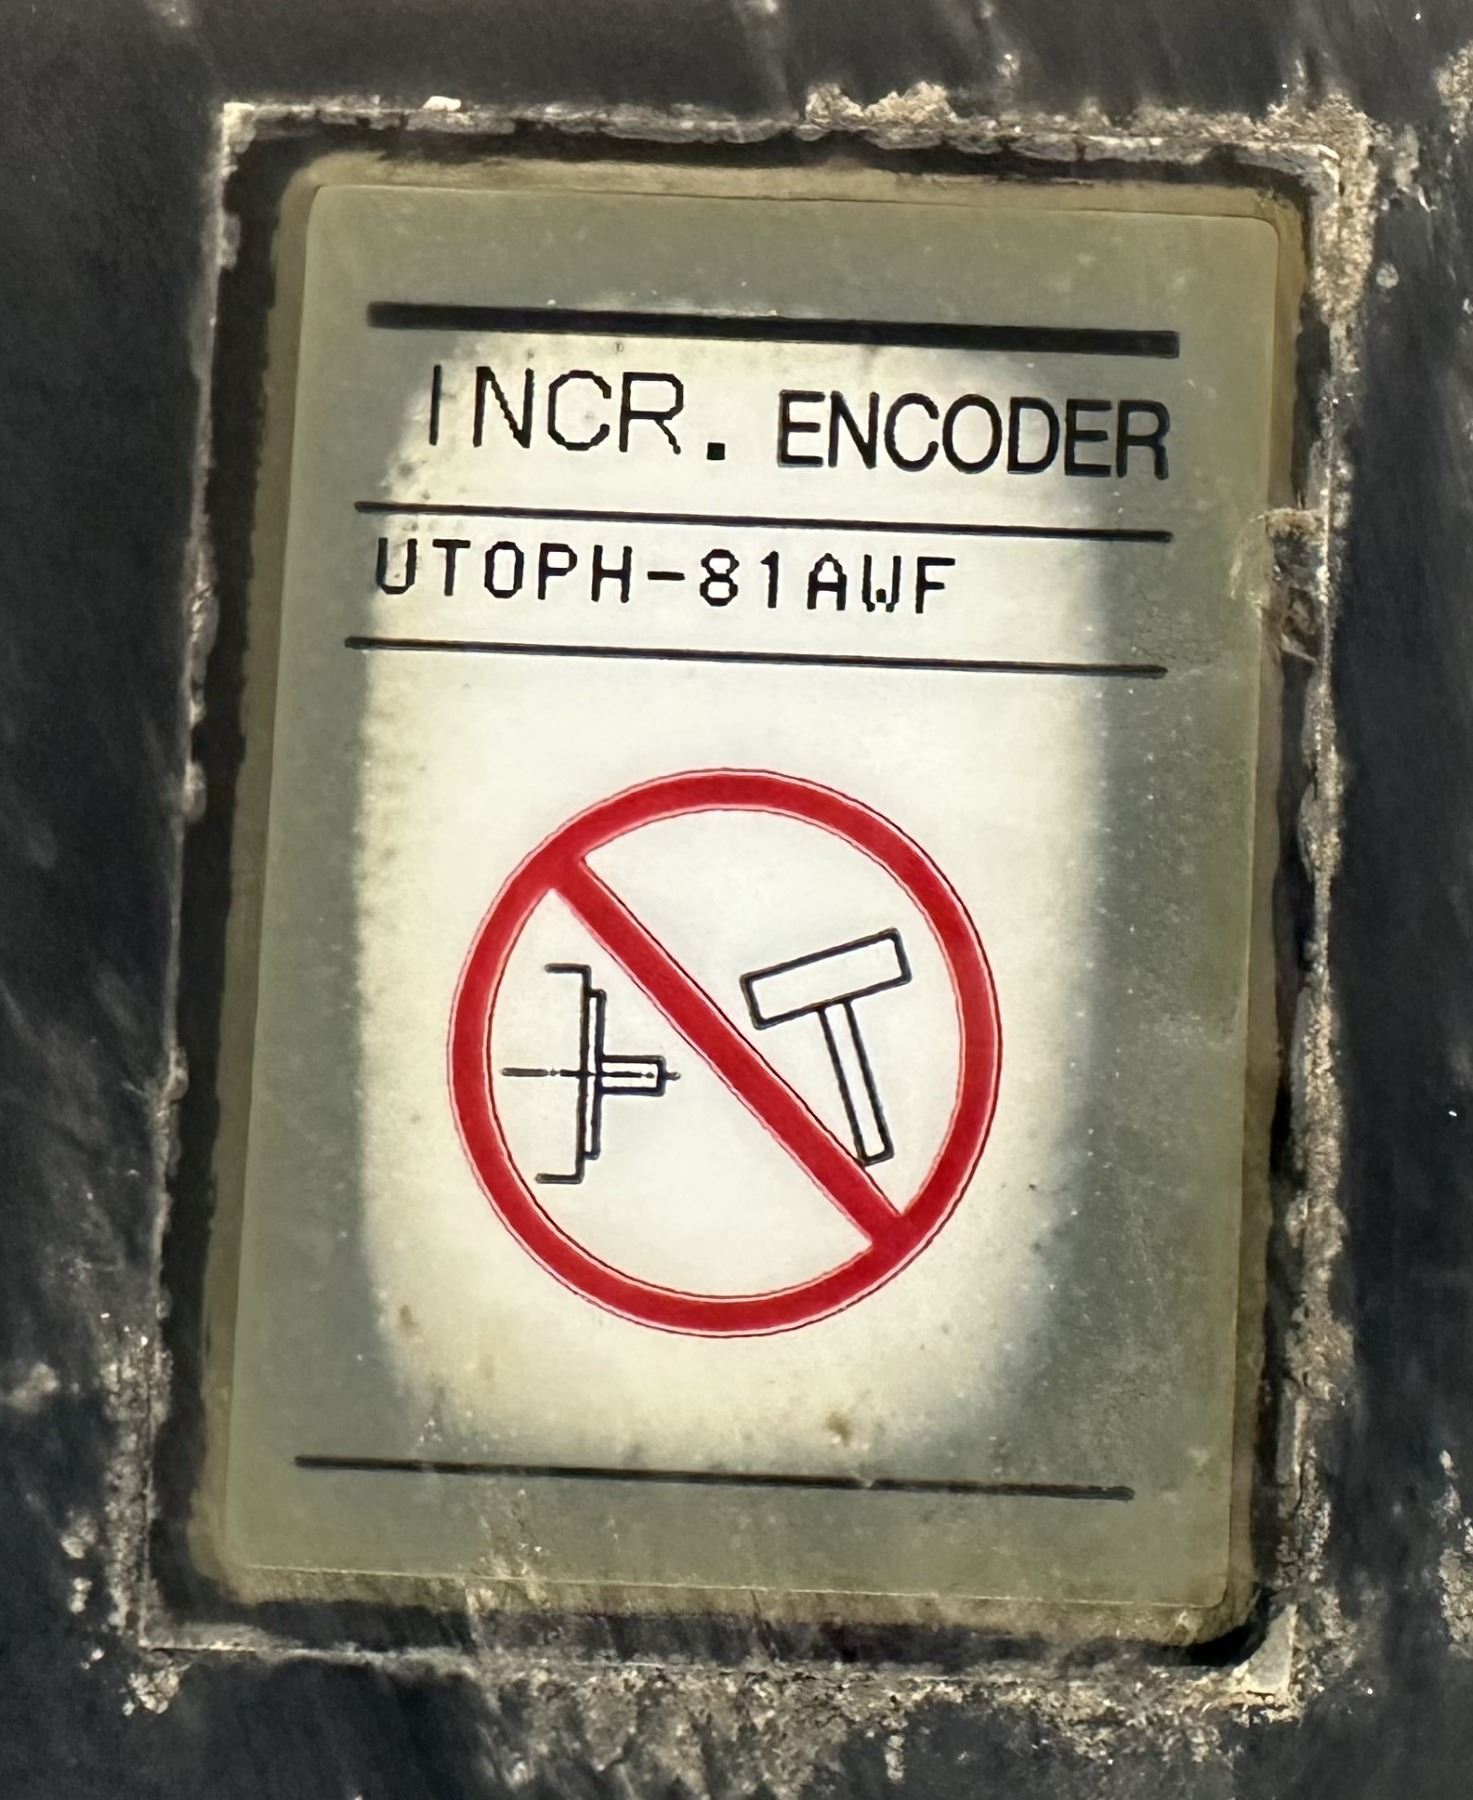 INCR. ENCODER
UTOPH-81AWF